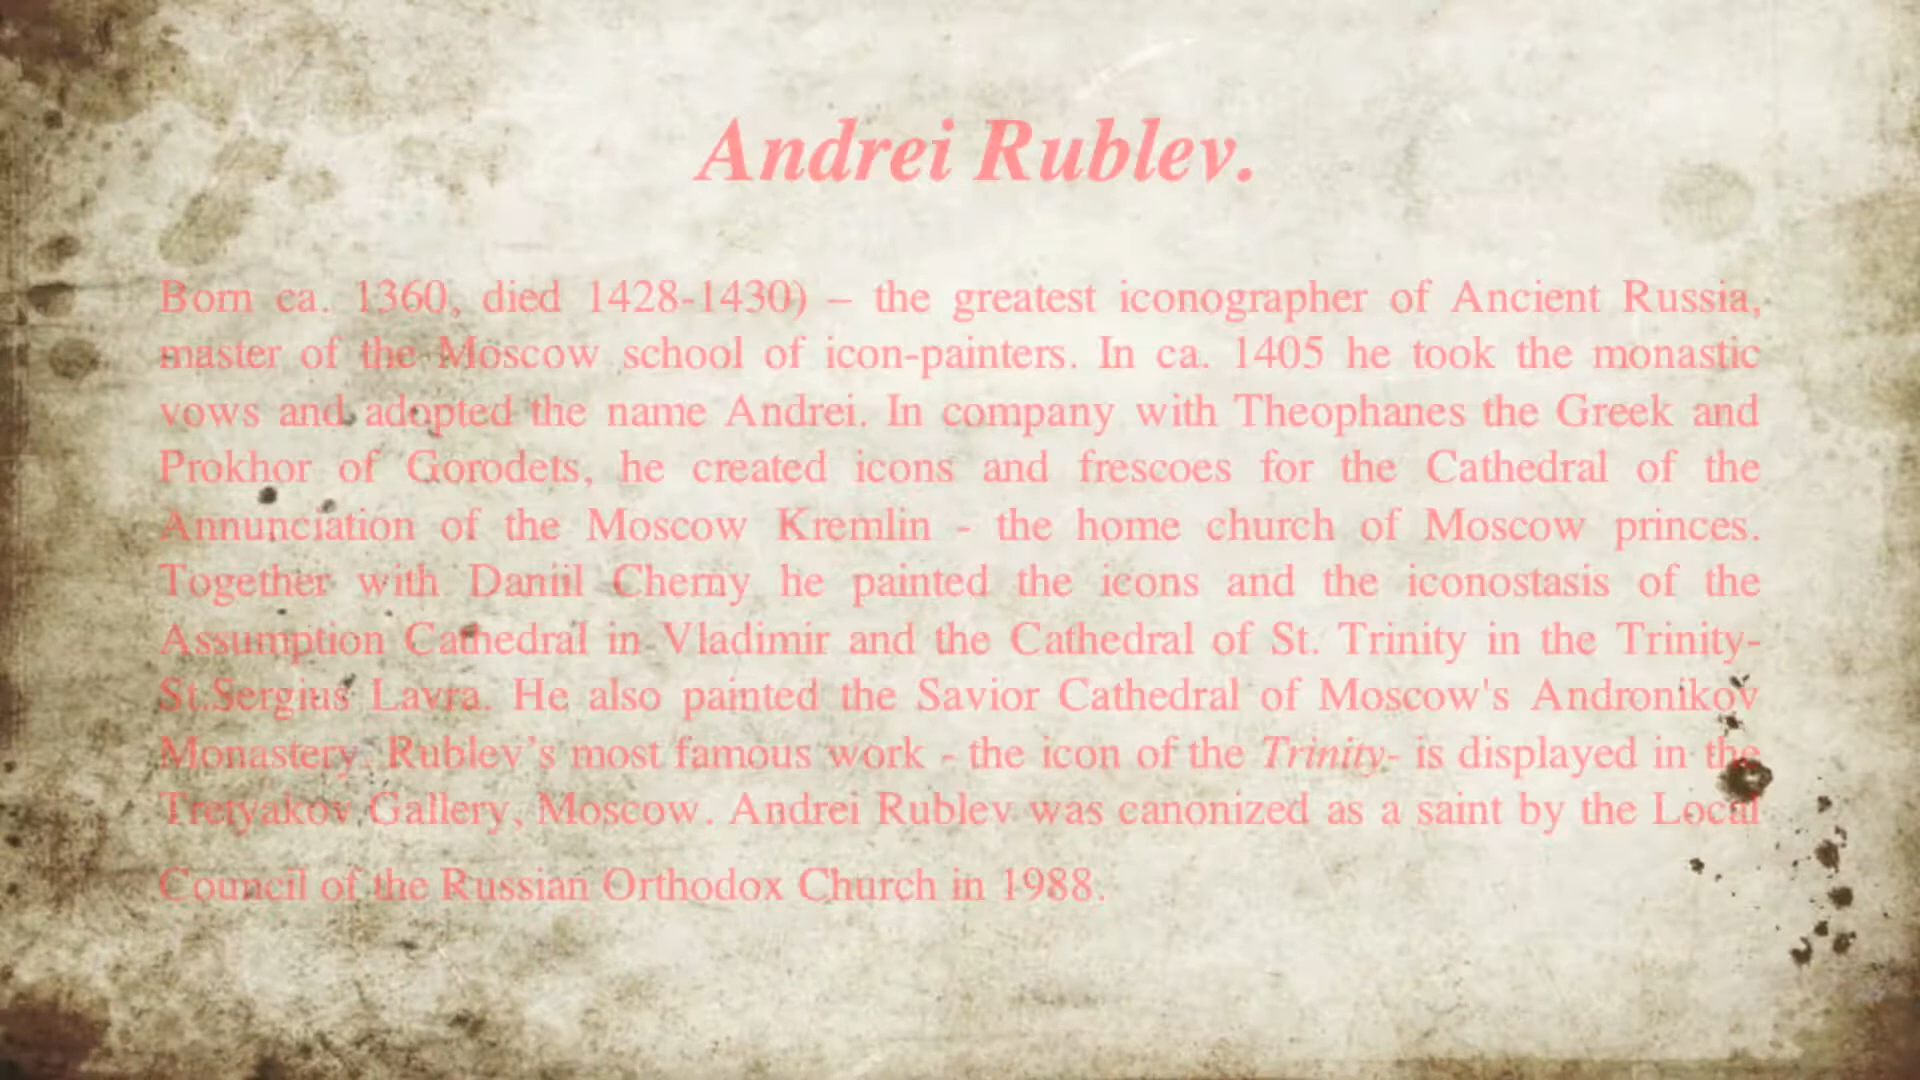 Andrei Rublev.
Born ca. 1360, died 1428-1430) – the greatest iconographer of Ancient Russia,
master of the Moscow school of icon-painters. In ca. 1405 he took the monastic
vows and adopted the name Andrei. In company with Theophanes the Greek and
Prokhor of Gorodets, he created icons and frescoes for the Cathedral of the
Annunciation of the Moscow Kremlin - the home church of Moscow princes.
Together with Daniil Cherny he painted the icons and the iconostasis of the
Assumption Cathedral in Vladimir and the Cathedral of St. Trinity in the Trinity-
St.Sergius Lavra. He also painted the Savior Cathedral of Moscow's Andronikov
Monastery. Rublev’s most famous work - the icon of the Trinity- is displayed in the
Tretyakov Gallery, Moscow. Andrei Rublev was canonized as a saint by the Local
Council of the Russian Orthodox Church in 1988.